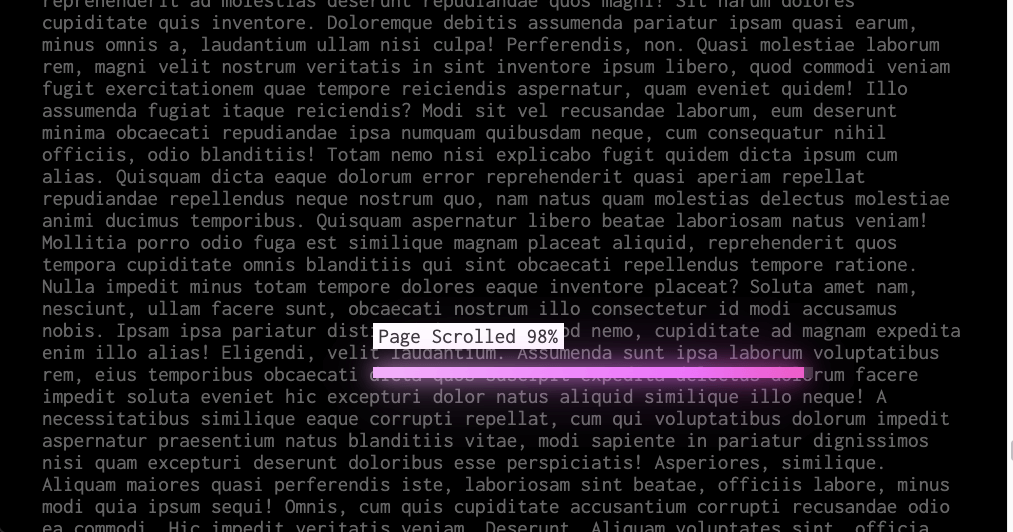 reprehenderit ad molestias deserunt repudiandae quos magni! Sit harum dolores
cupiditate quis inventore. Doloremque debitis assumenda pariatur ipsam quasi earum,
minus omnis a, laudantium ullam nisi culpa! Perferendis, non. Quasi molestiae laborum
rem, magni velit nostrum veritatis in sint inventore ipsum libero, quod commodi veniam
fugit exercitationem quae tempore reiciendis aspernatur, quam eveniet quidem! Illo
assumenda fugiat itaque reiciendis? Modi sit vel recusandae laborum, eum deserunt
minima obcaecati repudiandae ipsa numquam quibusdam neque, cum consequatur nihil
officiis, odio blanditiis! Totam nemo nisi explicabo fugit quidem dicta ipsum cum
alias. Quisquam dicta eaque dolorum error reprehenderit quasi aperiam repellat
repudiandae repellendus neque nostrum quo, nam natus quam molestias delectus molestiae
animi ducimus temporibus. Quisquam aspernatur libero beatae laboriosam natus veniam!
Mollitia porro odio fuga est similique magnam placeat aliquid, reprehenderit quos
tempora cupiditate omnis blanditiis qui sint obcaecati repellendus tempore ratione.
Nulla impedit minus totam tempore dolores eaque inventore placeat? Soluta amet nam,
nesciunt, ullam facere sunt, obcaecati nostrum illo consectetur id modi accusamus
nobis. Ipsam ipsa pariatur nemo, cupiditate ad magnam expedita
Page Scrolled 98%
enim illo alias! Eligendi, velit laudantium. Assumenda sunt ipsa laborum voluptatibus
rem, eius temporibus obcaecati dicta quos suscipit expedita delectus dolorum facere
impedit soluta eveniet hic excepturi dolor natus aliquid similique illo neque! A
necessitatibus similique eaque corrupti repellat, cum qui voluptatibus dolorum impedit
aspernatur praesentium natus blanditiis vitae, modi sapiente in pariatur dignissimos
nisi quam excepturi deserunt doloribus esse perspiciatis! Asperiores, similique.
Aliquam maiores quasi perferendis iste, laboriosam sint beatae, officiis labore, minus
modi quia ipsum sequi! Omnis, cum quis cupiditate accusantium corrupti recusandae odio
ea commodi. Hic impedit veritatis veniam. Deserunt. Aliquam voluptates sint, officia